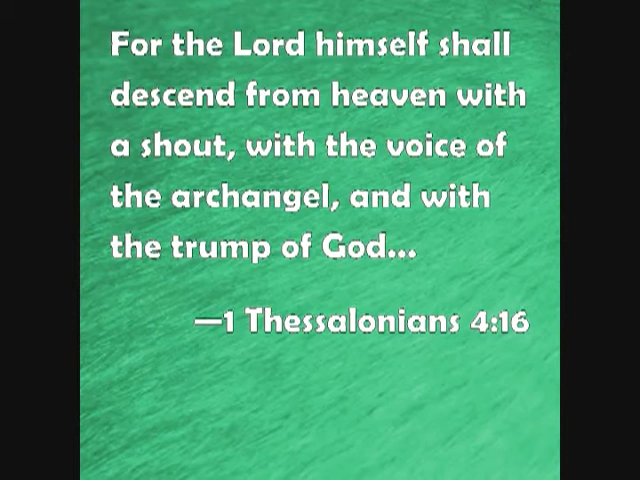 For the Lord himself shall
descend from heaven with
a shout, with the voice of
the archangel, and with
the trump of God...
—1 Thessalonians 4:16